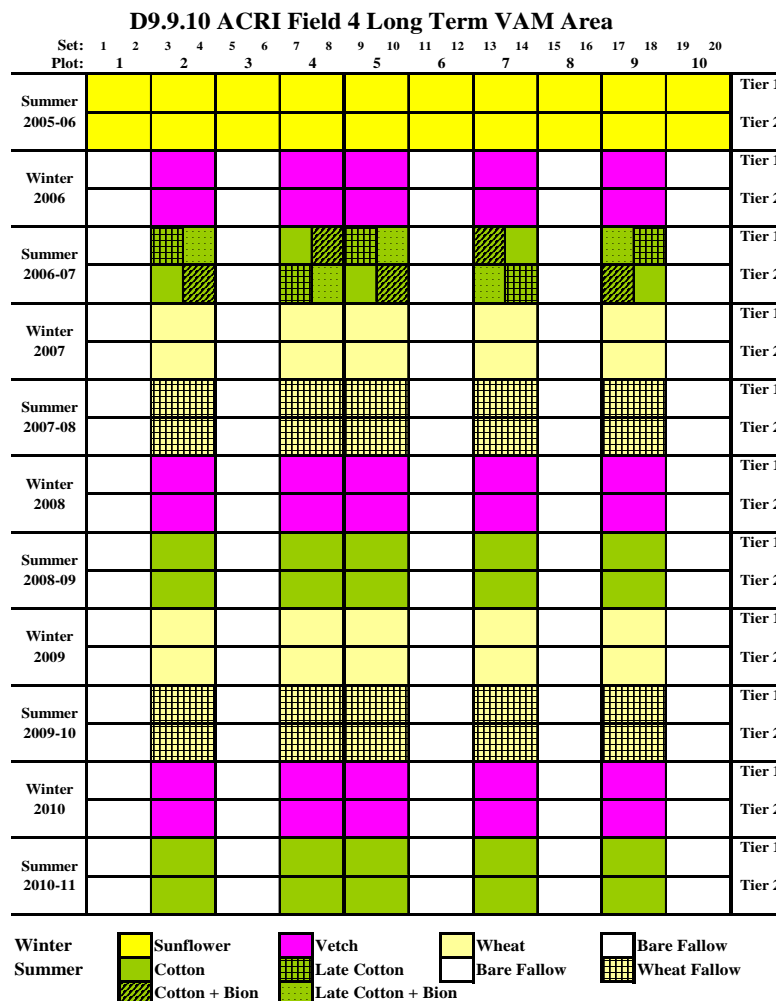 D9.9.10 ACRI Field 4 Long Term VAM Area
Set: 1 2 3 4 5 6 7 8 9 10 11 12 13 14 15 16 17 18 19 20
Plot: 1 2 3 4 5 6 7 8 9 10
Summer Tier 1
2005-06 Tier 2
Winter Tier 1
2006 Tier 2
Summer Tier 1
2006-07 Tier 2
Winter Tier 1
2007 Tier 2
Summer Tier 1
2007-08 Tier 2
Winter Tier 1
2008 Tier 2
Summer Tier 1
2008-09 Tier 2
Winter Tier 1
2009 Tier 2
Summer Tier 1
2009-10 Tier 2
Winter Tier 1
2010 Tier 2
Summer Tier 1
2010-11 Tier 2
Winter Sunflower Vetch Wheat Bare Fallow
Summer Cotton Late Cotton Bare Fallow Wheat Fallow
Cotton + Bion Late Cotton + Bion